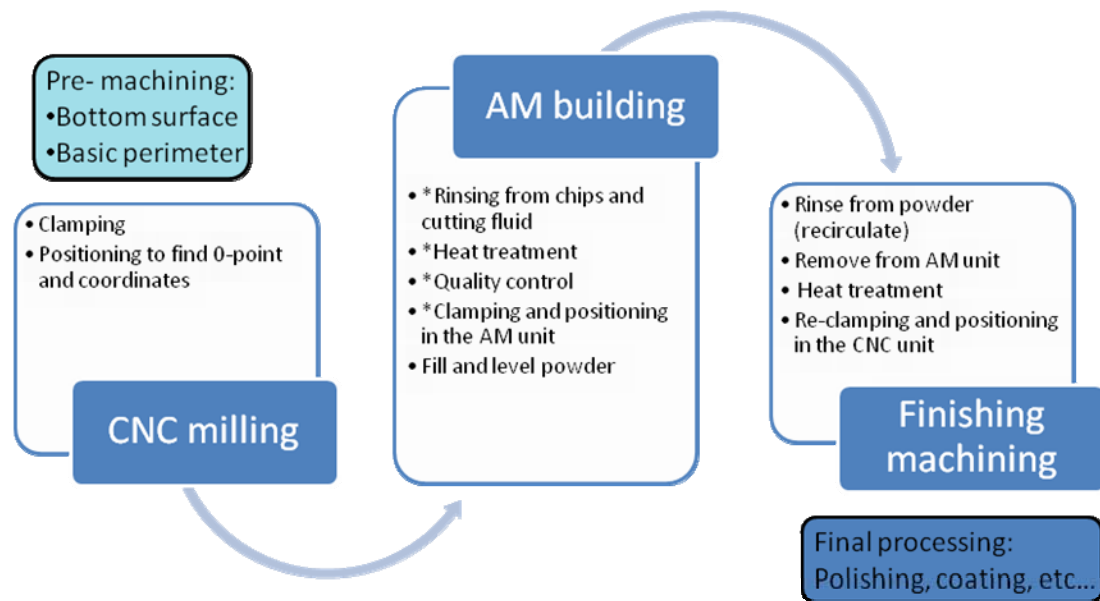 Pre- machining:
•Bottom surface
•Basic perimeter
• Clamping
• Positioning to find 0-point
and coordinates
CNC milling
AM building
• *Rinsing from chips and
cutting fluid
• *Heat treatment
• *Quality control
• *Clamping and positioning
in the AM unit
• Fill and level powder
• Rinse from powder
(recirculate)
• Remove from AM unit
• Heat treatment
• Re-clamping and positioning
in the CNC unit
Finishing
machining
Final processing:
Polishing, coating, etc...